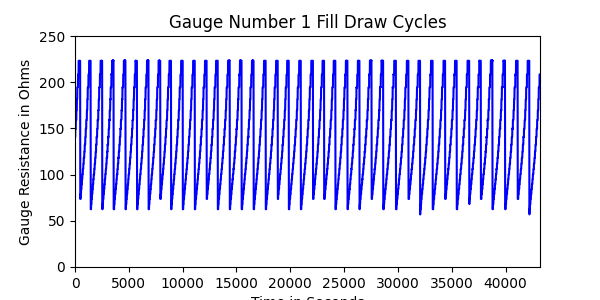 Gauge Number 1 Fill Draw Cycles
250
200
150
100
50
0
Gauge Resistance in Ohms
0 5000 10000 15000 20000 25000 30000 35000 40000
Time in Seconds